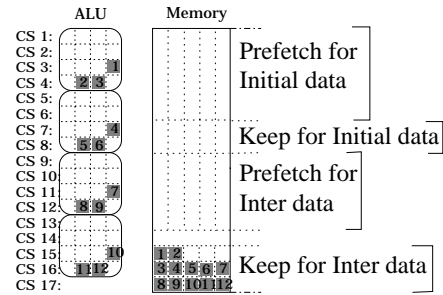 ALU Memory
CS 1:
CS 2:
CS 3: 1
CS 4: 2 3
CS 5:
CS 6:
CS 7: 4
CS 8: 5 6
CS 9:
CS 10:
CS 11: 7
CS 12: 8 9
CS 13:
CS 14:
CS 15: 10 1 2
CS 16: 11 12 3 4 5 6 7
CS 17: 8 9 10 11 12
Prefetch for
Initial data
Keep for Initial data
Prefetch for
Inter data
Keep for Inter data